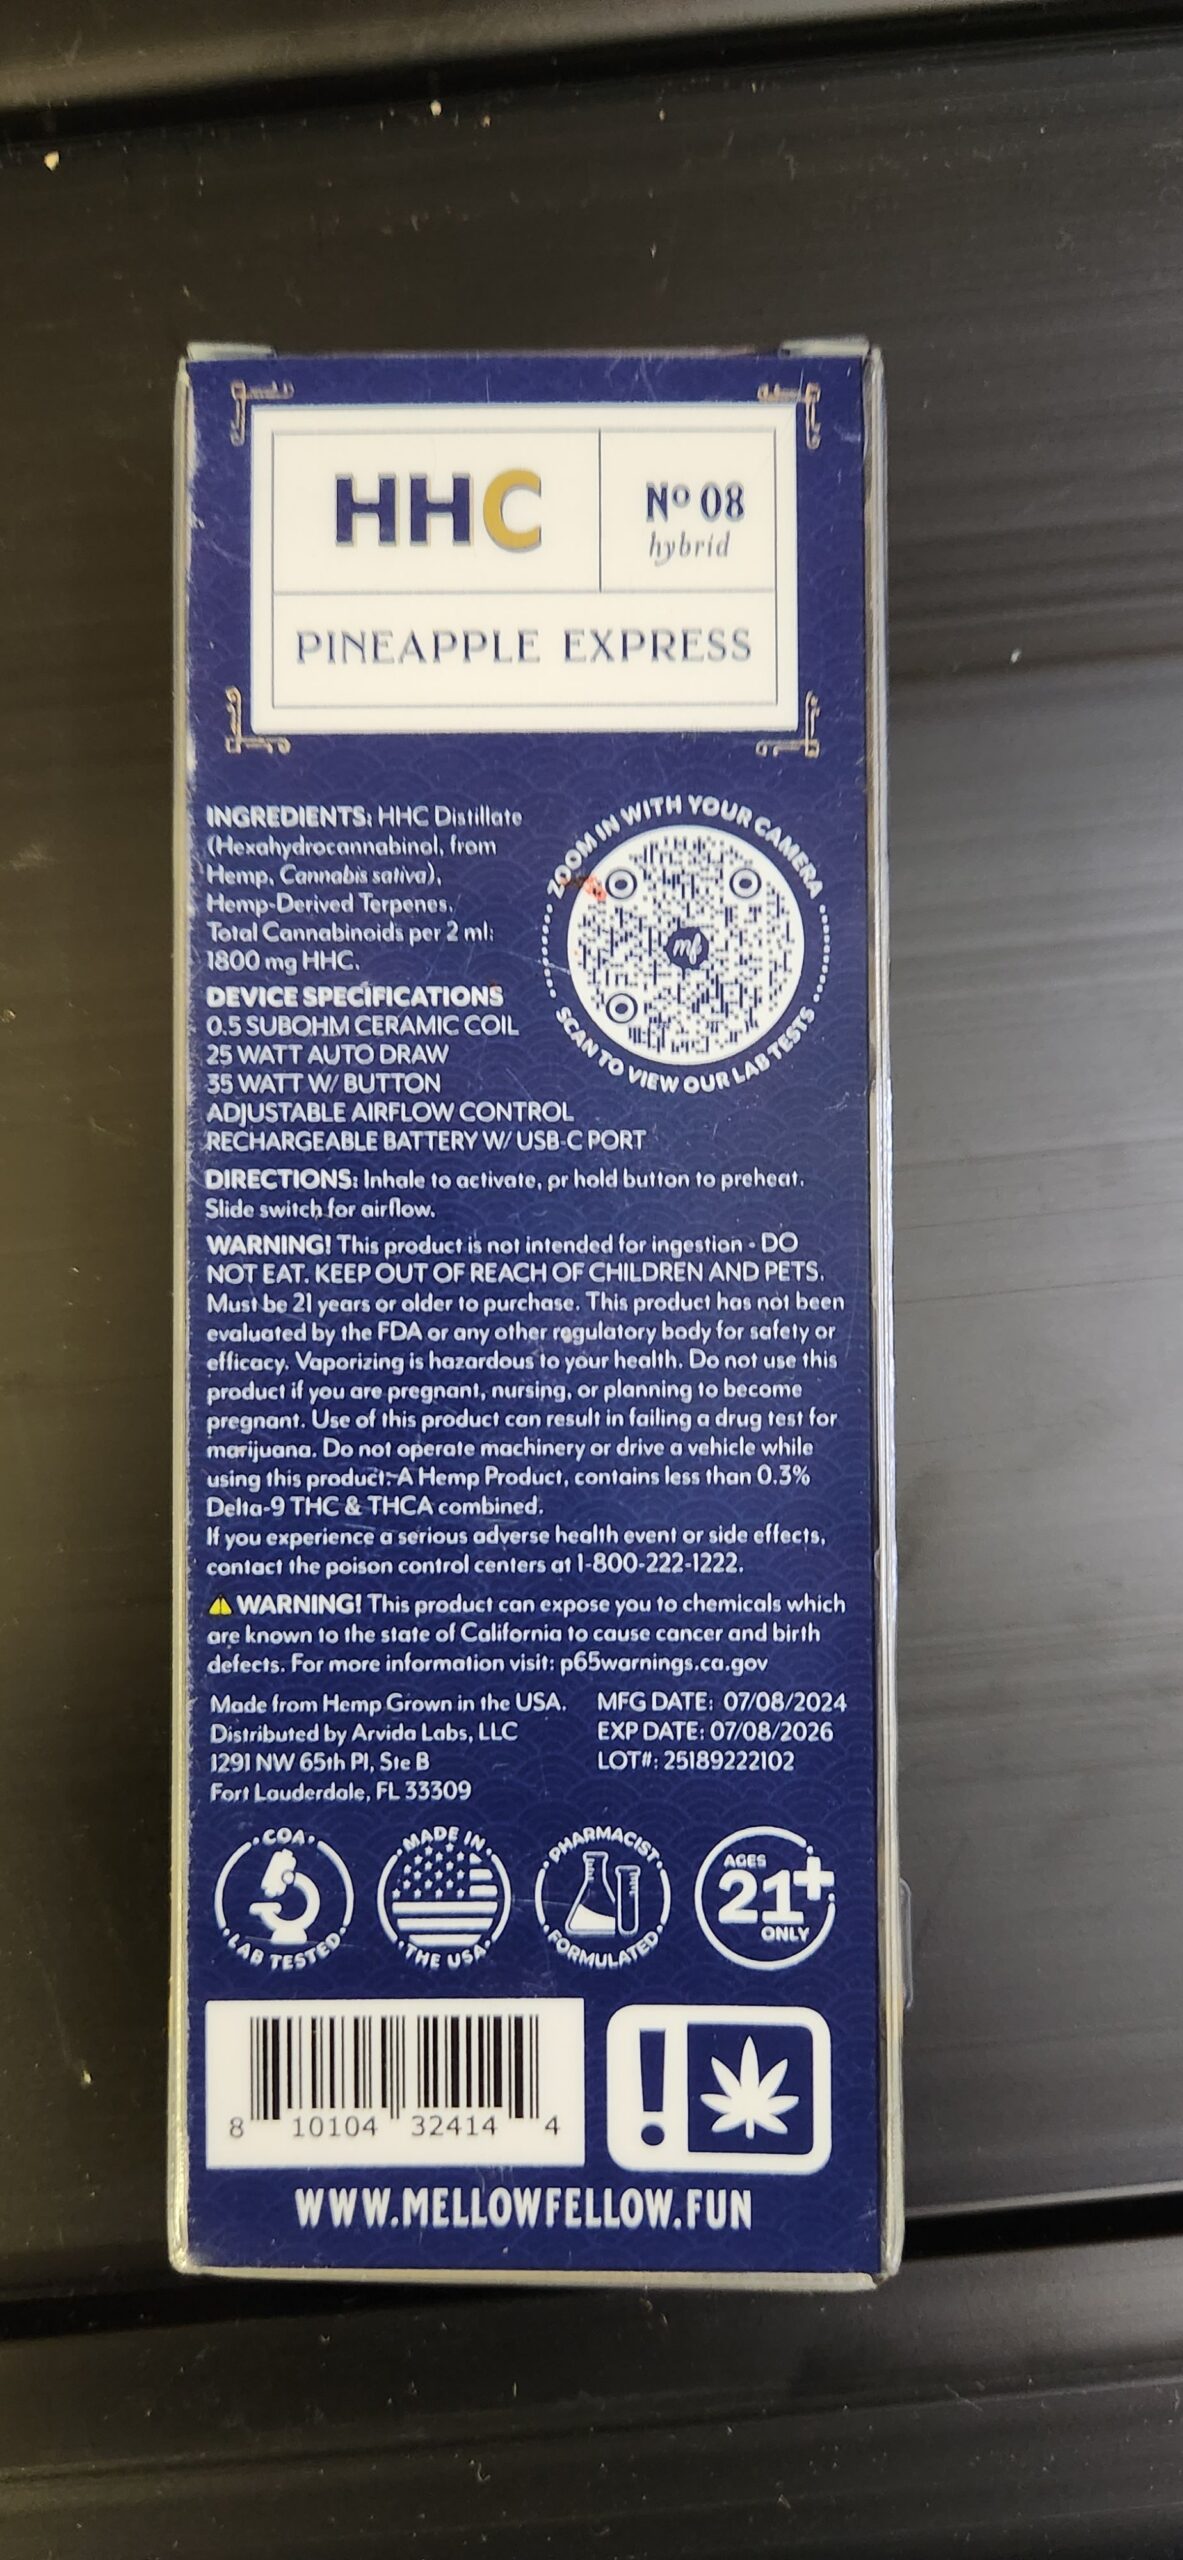 HHC
Nº 08
hybrid
PINEAPPLE EXPRESS
INGREDIENTS: HHC Distillate
(Hexahydrocannabinol, from
Hemp, Cannabis sativa),
Hemp-Derived Terpenes.
Total Cannabinoids per 2 ml:
1800 mg HHC.
ZOOM IN WITH YOUR CAMERA
mf
SCAN TO VIEW OUR LAB TESTS
DEVICE SPECIFICATIONS
0.5 SUBOHM CERAMIC COIL
25 WATT AUTO DRAW
35 WATT W/ BUTTON
ADJUSTABLE AIRFLOW CONTROL
RECHARGEABLE BATTERY W/ USB-C PORT
DIRECTIONS: Inhale to activate, or hold button to preheat.
Slide switch for airflow.
WARNING! This product is not intended for ingestion - DO
NOT EAT. KEEP OUT OF REACH OF CHILDREN AND PETS.
Must be 21 years or older to purchase. This product has not been
evaluated by the FDA or any other regulatory body for safety or
efficacy. Vaporizing is hazardous to your health. Do not use this
product if you are pregnant, nursing, or planning to become
pregnant. Use of this product can result in failing a drug test for
marijuana. Do not operate machinery or drive a vehicle while
using this product. A Hemp Product, contains less than 0.3%
Delta-9 THC & THCA combined.
If you experience a serious adverse health event or side effects,
contact the poison control centers at 1-800-222-1222.
⚠ WARNING! This product can expose you to chemicals which
are known to the state of California to cause cancer and birth
defects. For more information visit: p65warnings.ca.gov
Made from Hemp Grown in the USA.
Distributed by Arvida Labs, LLC
1291 NW 65th Pl, Ste B
Fort Lauderdale, FL 33309
MFG DATE: 07/08/2024
EXP DATE: 07/08/2026
LOT#: 25189222102
COA
LAB TESTED
MADE IN
THE USA
PHARMACIST
FORMULATED
AGES
21+
ONLY
8 10104 32414 4
!
WWW.MELLOWFELLOW.FUN